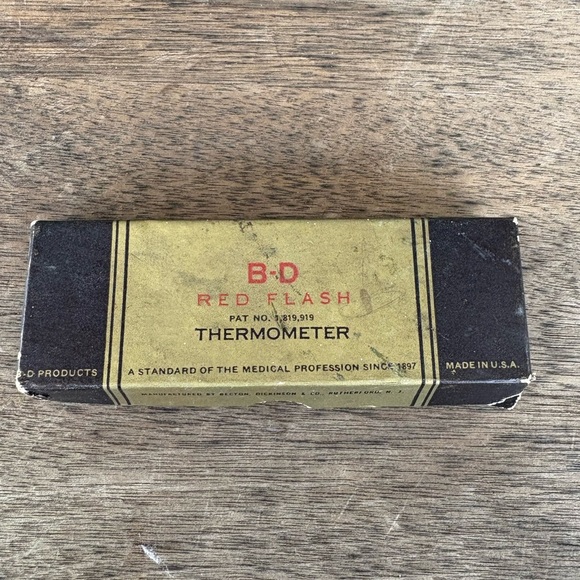 B-D
RED FLASH
PAT NO. 1,819,919
THERMOMETER
B-D PRODUCTS
A STANDARD OF THE MEDICAL PROFESSION SINCE 1897
MADE IN U.S.A.
MANUFACTURED BY BECTON, DICKINSON & CO., RUTHERFORD, N. J.